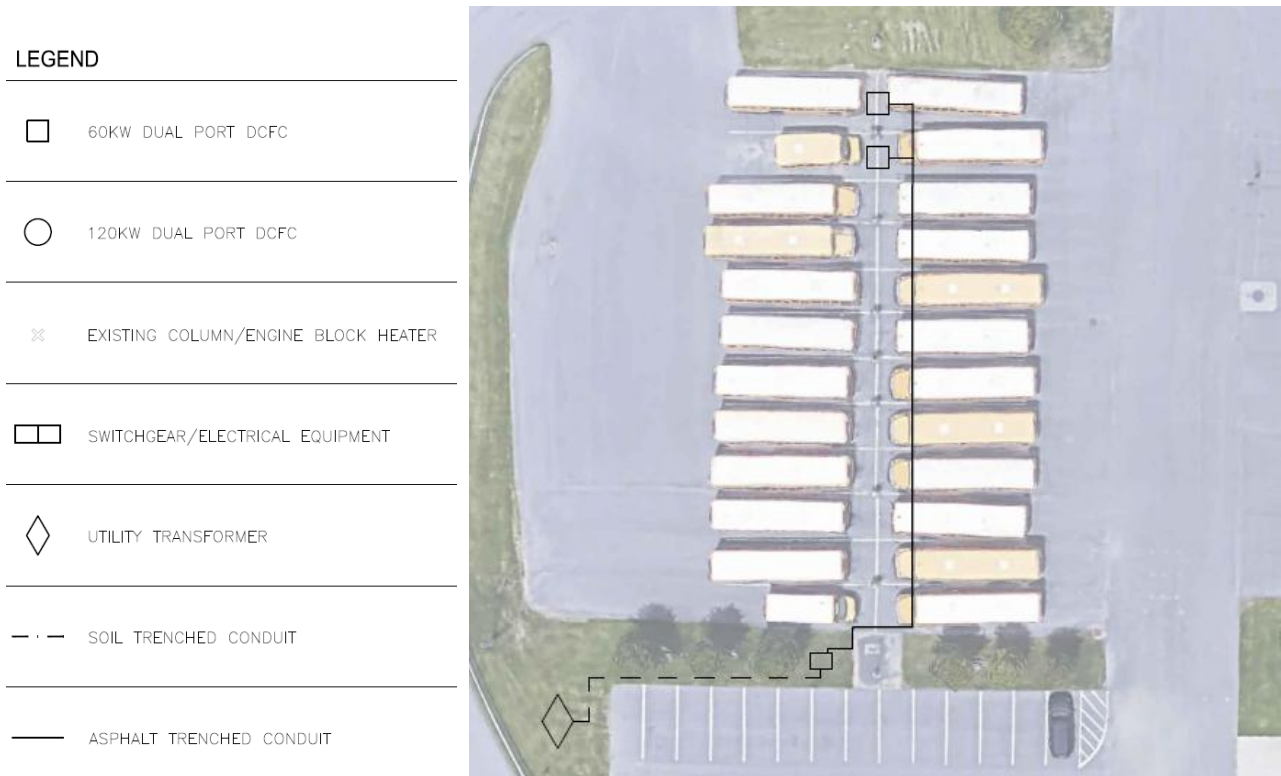 LEGEND
60KW DUAL PORT DCFC
120KW DUAL PORT DCFC
EXISTING COLUMN/ENGINE BLOCK HEATER
SWITCHGEAR/ELECTRICAL EQUIPMENT
UTILITY TRANSFORMER
SOIL TRENCHED CONDUIT
ASPHALT TRENCHED CONDUIT